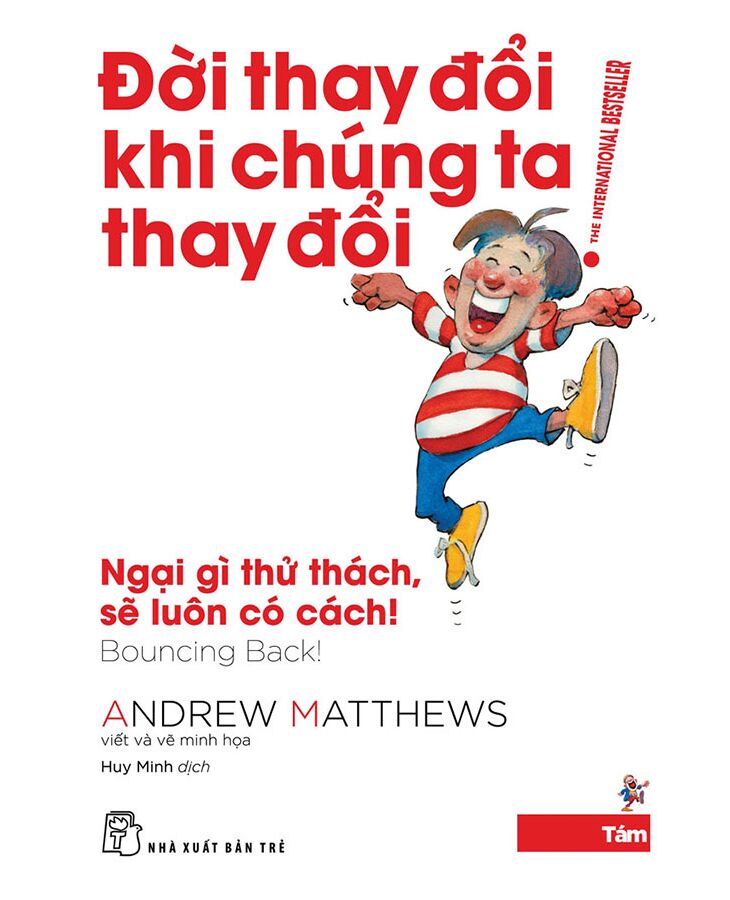 Đời thay đổi
khi chúng ta
thay đổi
!
THE INTERNATIONAL BESTSELLER
Ngại gì thử thách,
sẽ luôn có cách!
Bouncing Back!
ANDREW MATTHEWS
viết và vẽ minh họa
Huy Minh dịch
NHÀ XUẤT BẢN TRẺ
Tám